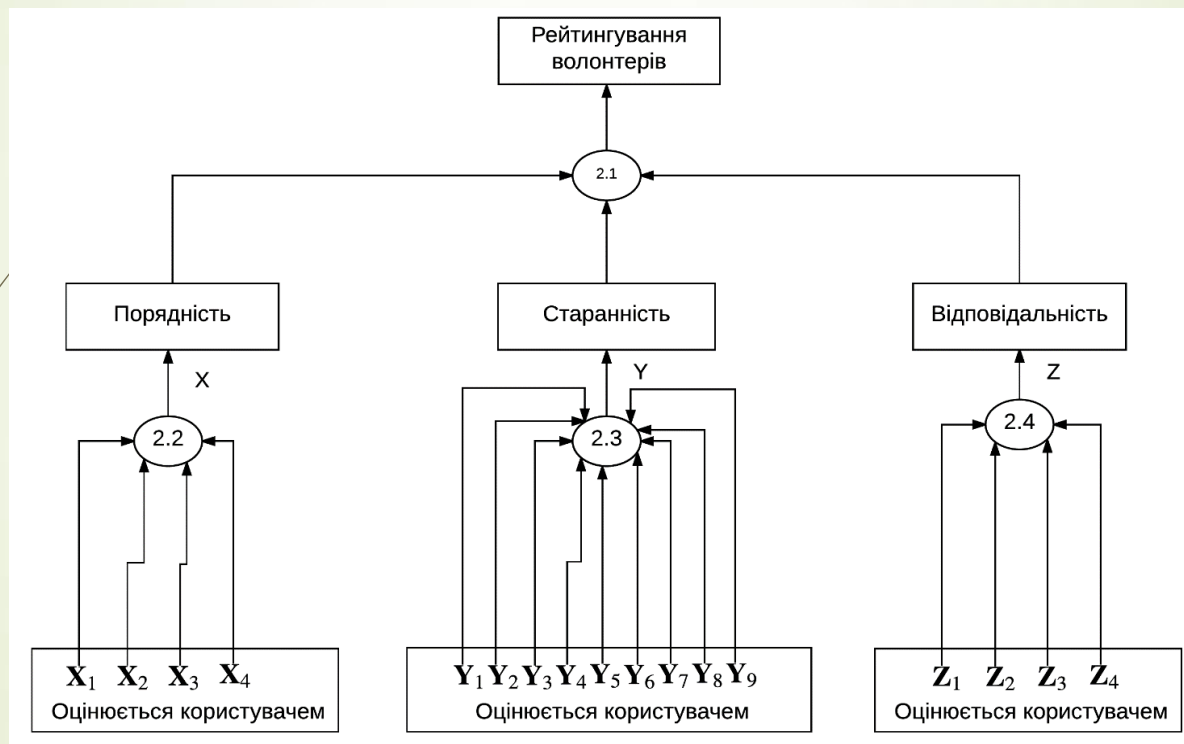 Рейтингування
волонтерів
2.1
Порядність
Старанність
Відповідальність
X
Y
Z
2.2
2.3
2.4
X₁ X₂ X₃ X₄
Оцінюється користувачем
Y₁ Y₂ Y₃ Y₄ Y₅ Y₆ Y₇ Y₈ Y₉
Оцінюється користувачем
Z₁ Z₂ Z₃ Z₄
Оцінюється користувачем